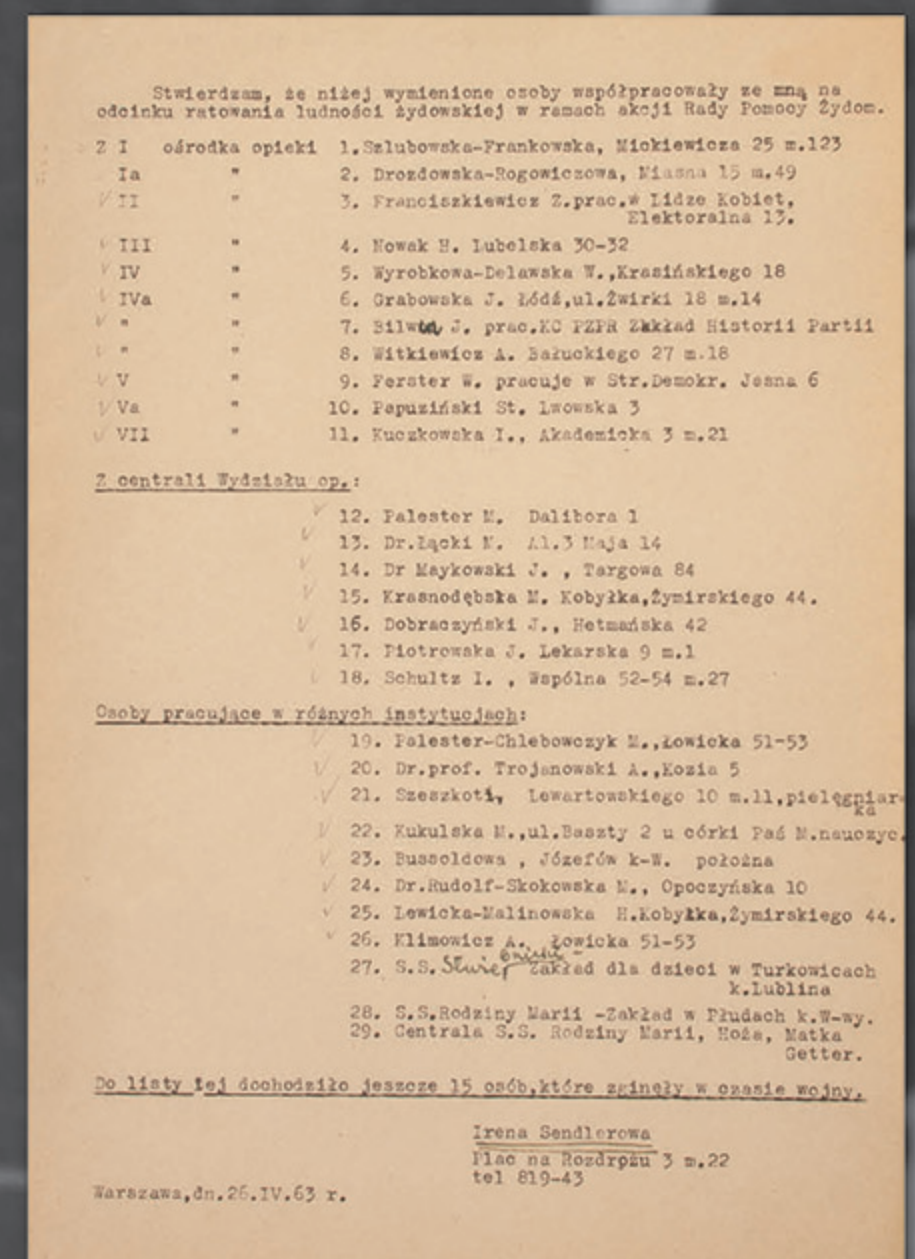 Stwierdzam, że niżej wymienione osoby współpracowały ze mną na
odcinku ratowania ludności żydowskiej w ramach akcji Rady Pomocy Żydom.
Z I ośrodka opieki 1.Szlubowska-Frankowska, Mickiewicza 25 m.123
Ia " 2. Drozdowska-Rogowiczowa, Miasna 15 m.49
II " 3. Franciszkiewicz Z.prac.w Lidze Kobiet,
Elektoralna 13.
III " 4. Nowak H. Lubelska 30-32
IV " 5. Wyrobkowa-Delawska W.,Krasińskiego 18
IVa " 6. Grabowska J. Łódź,ul.Żwirki 18 m.14
" " 7. Bilwin J. prac.KC PZPR Zakład Historii Partii
" " 8. Witkiewicz A. Bałuckiego 27 m.18
V " 9. Ferster W. pracuje w Str.Demokr. Jasna 6
Va " 10. Papuziński St. Lwowska 3
VII " 11. Kuczkowska I., Akademicka 3 m.21
Z centrali Wydziału op.:
12. Palester M. Dalibora 1
13. Dr.Łącki M. Al.3 Maja 14
14. Dr Maykowski J. , Targowa 84
15. Krasnodębska M. Kobyłka,Żymirskiego 44.
16. Dobraczyński J., Hetmańska 42
17. Piotrowska J. Lekarska 9 m.1
18. Schultz I. , Wspólna 52-54 m.27
Osoby pracujące w różnych instytucjach:
19. Palester-Chlebowczyk M.,Łowicka 51-53
20. Dr.prof. Trojanowski A.,Kozia 5
21. Szeszkoti, Lewartowskiego 10 m.11,pielęgniar-
ka
22. Kukulska M.,ul.Baszty 2 u córki Paś M.nauczyc.
23. Bussoldowa , Józefów k-W. położna
24. Dr.Rudolf-Skokowska M., Opoczyńska 10
25. Lewicka-Malinowska H.Kobyłka,Żymirskiego 44.
26. Klimowicz A. Łowicka 51-53
27. S.S. Zakład dla dzieci w Turkowicach
k.Lublina
28. S.S.Rodziny Marii -Zakład w Płudach k.W-wy.
29. Centrala S.S. Rodziny Marii, Hoża, Matka
Getter.
Do listy tej dochodziło jeszcze 15 osób,które zginęły w czasie wojny.
Irena Sendlerowa
Plac na Rozdrożu 3 m.22
tel 819-43
Warszawa,dn.26.IV.63 r.